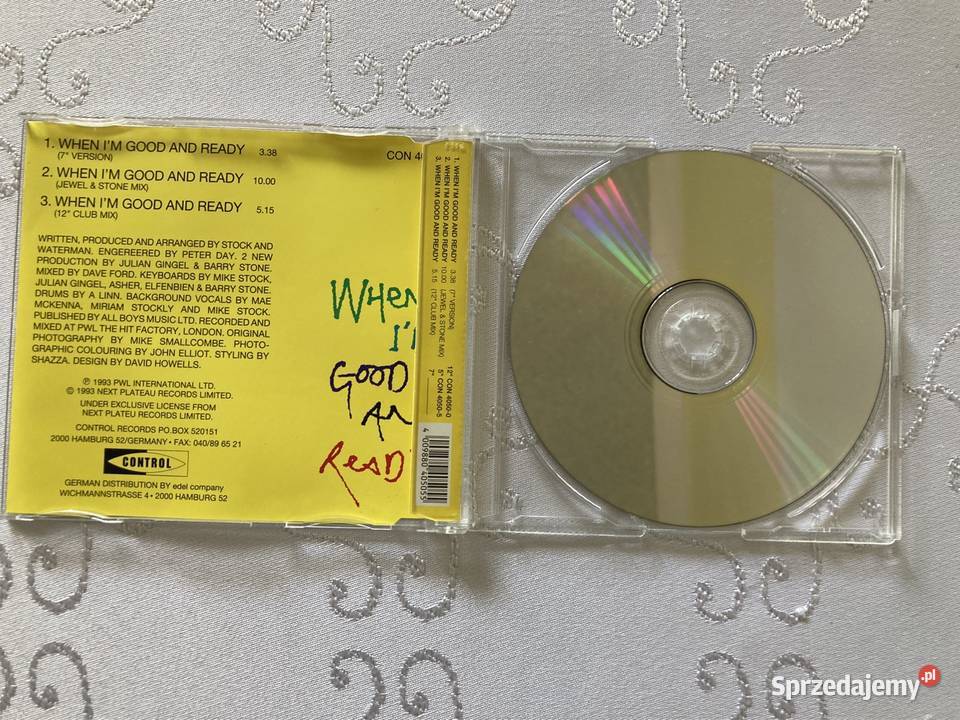 1. WHEN I'M GOOD AND READY 3.38
(7" VERSION)
2. WHEN I'M GOOD AND READY 10.00
(JEWEL & STONE MIX)
3. WHEN I'M GOOD AND READY 5.15
(12" CLUB MIX)
CON 40
WRITTEN, PRODUCED AND ARRANGED BY STOCK AND
WATERMAN. ENGEREERED BY PETER DAY. 2 NEW
PRODUCTION BY JULIAN GINGEL & BARRY STONE.
MIXED BY DAVE FORD. KEYBOARDS BY MIKE STOCK,
JULIAN GINGEL, ASHER, ELFENBIEN & BARRY STONE.
DRUMS BY A LINN. BACKGROUND VOCALS BY MAE
MCKENNA, MIRIAM STOCKLY AND MIKE STOCK.
PUBLISHED BY ALL BOYS MUSIC LTD. RECORDED AND
MIXED AT PWL THE HIT FACTORY, LONDON. ORIGINAL
PHOTOGRAPHY BY MIKE SMALLCOMBE. PHOTO-
GRAPHIC COLOURING BY JOHN ELLIOT. STYLING BY
SHAZZA. DESIGN BY DAVID HOWELLS.
℗ 1993 PWL INTERNATIONAL LTD.
© 1993 NEXT PLATEAU RECORDS LIMITED.
UNDER EXCLUSIVE LICENSE FROM
NEXT PLATEU RECORDS LIMITED.
CONTROL RECORDS PO.BOX 520151
2000 HAMBURG 52/GERMANY • FAX: 040/89 65 21
CONTROL
GERMAN DISTRIBUTION BY edel company
WICHMANNSTRASSE 4 • 2000 HAMBURG 52
WHEN
I'
GOOD
AN
READ
1. WHEN I'M GOOD AND READY 3.38 (7" VERSION)
2. WHEN I'M GOOD AND READY 10.00 (JEWEL & STONE MIX)
3. WHEN I'M GOOD AND READY 5.15 (12" CLUB MIX)
12" CON 4050-0
5" CON 4050-5
7"
4 009880 405055
Sprzedajemy.pl